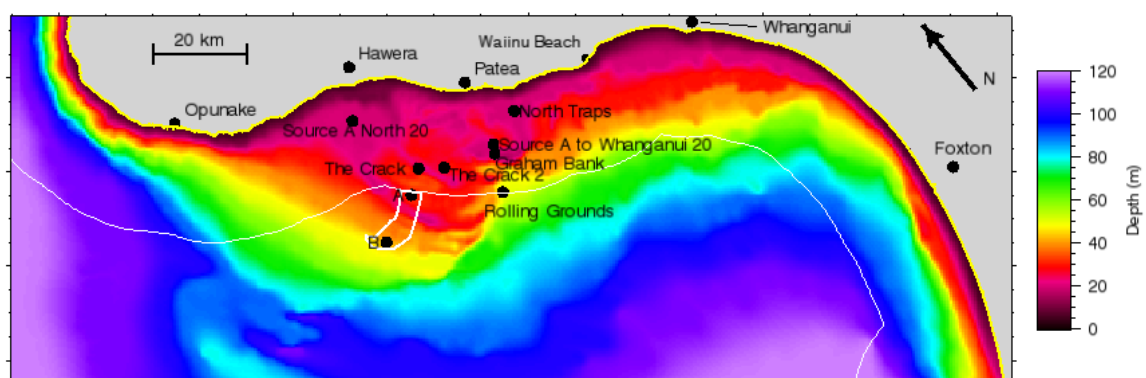 Whanganui
20 km
Waiinu Beach
Hawera
Patea
N
Opunake
North Traps
Source A North 20
Source A to Whanganui 20
Graham Bank
The Crack
The Crack 2
Foxton
A
Rolling Grounds
B
120
100
80
60
40
20
0
Depth (m)